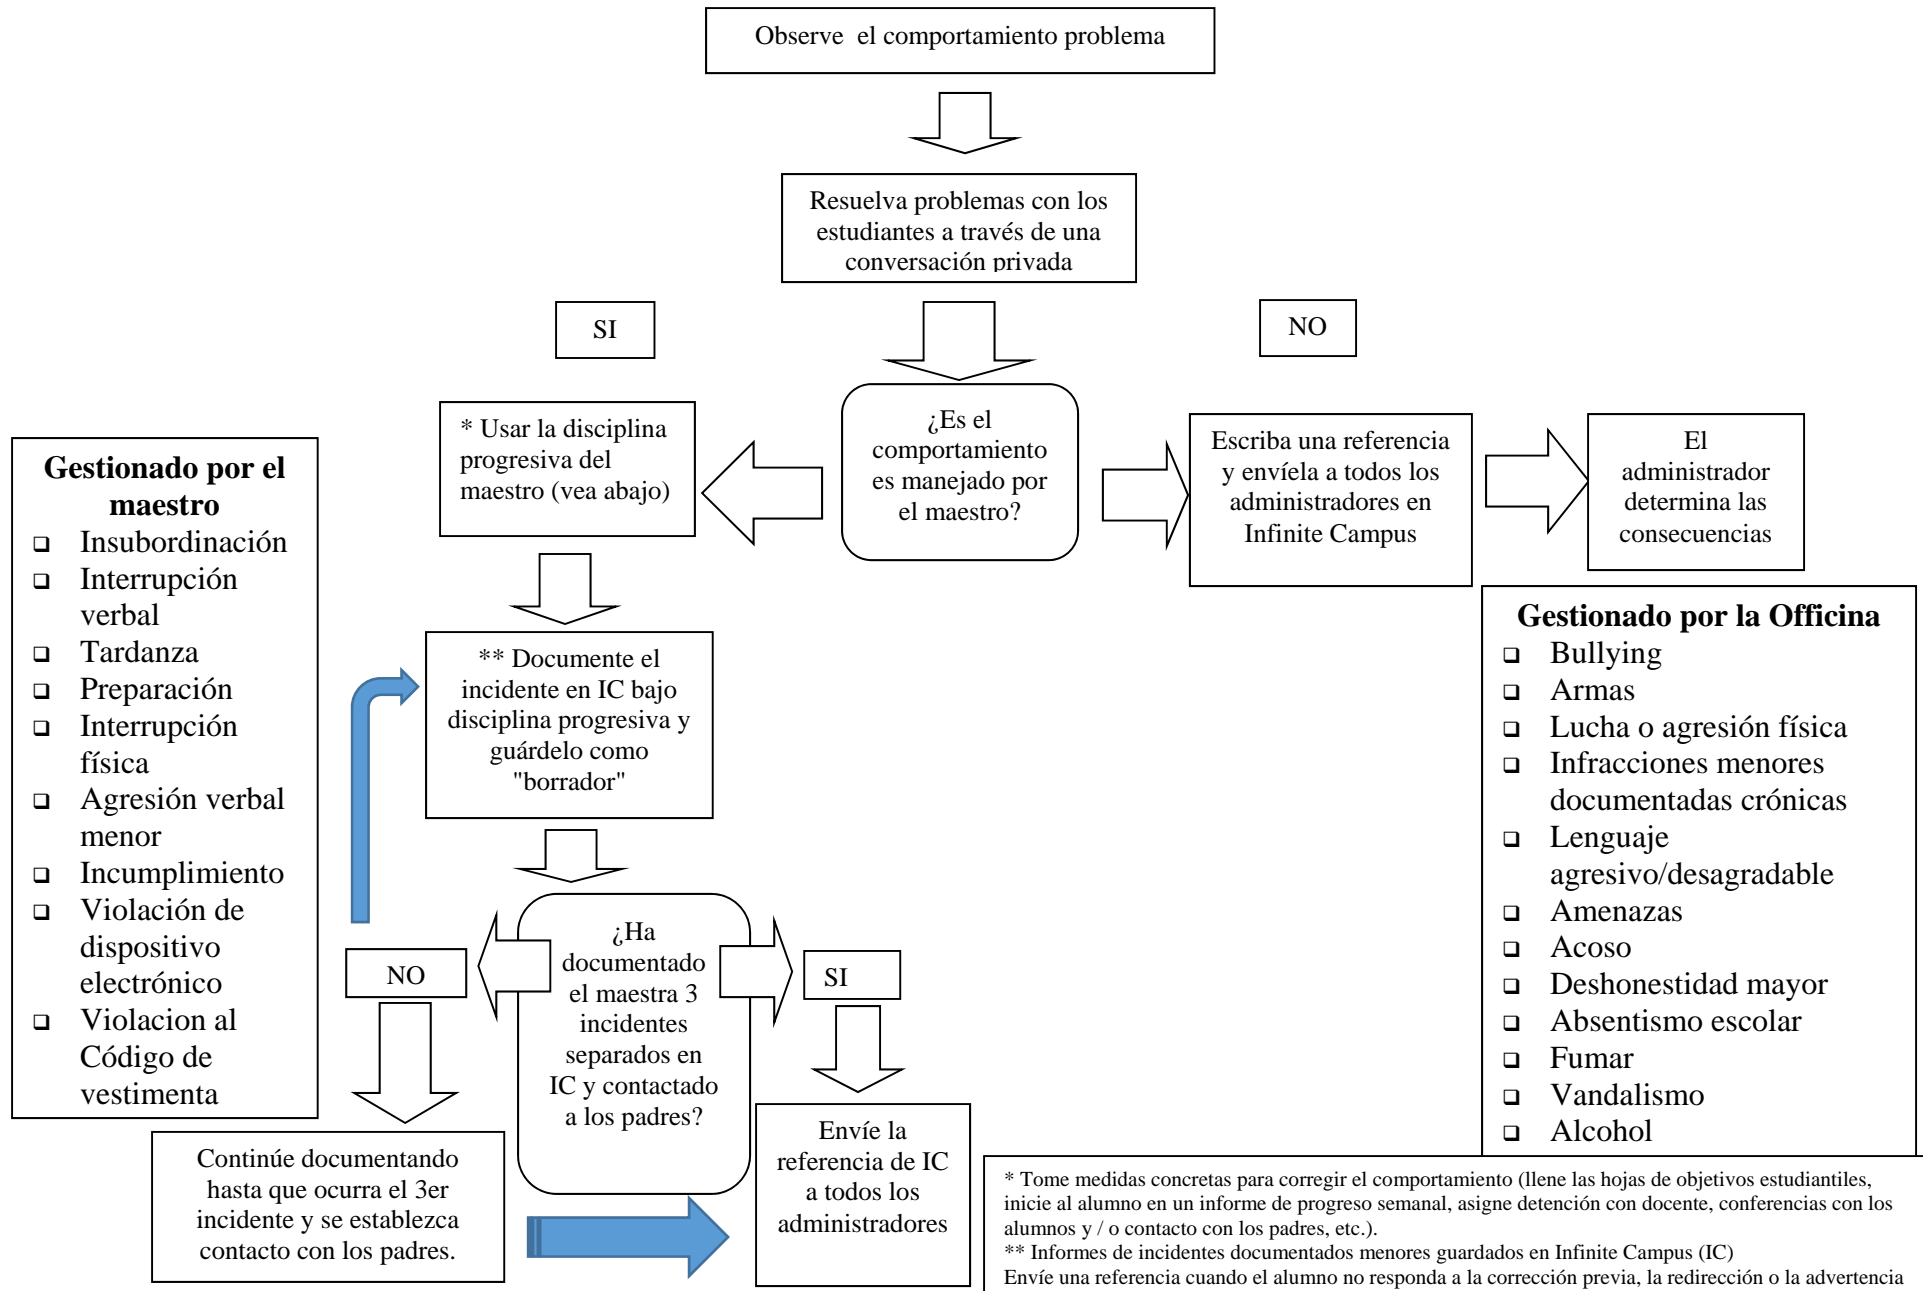 Observe el comportamiento problema
Resuelva problemas con los
estudiantes a través de una
conversación privada
SI
NO
¿Es el
comportamiento
es manejado por
el maestro?
* Usar la disciplina
progresiva del
maestro (vea abajo)
Escriba una referencia
y envíela a todos los
administradores en
Infinite Campus
El
administrador
determina las
consecuencias
Gestionado por el
maestro
Insubordinación
Interrupción
verbal
Tardanza
Preparación
Interrupción
física
Agresión verbal
menor
Incumplimiento
Violación de
dispositivo
electrónico
Violacion al
Código de
vestimenta
** Documente el
incidente en IC bajo
disciplina progresiva y
guárdelo como
"borrador"
Gestionado por la Officina
Bullying
Armas
Lucha o agresión física
Infracciones menores
documentadas crónicas
Lenguaje
agresivo/desagradable
Amenazas
Acoso
Deshonestidad mayor
Absentismo escolar
Fumar
Vandalismo
Alcohol
¿Ha
documentado
el maestra 3
incidentes
separados en
IC y contactado
a los padres?
NO
SI
Continúe documentando
hasta que ocurra el 3er
incidente y se establezca
contacto con los padres.
Envíe la
referencia de IC
a todos los
administradores
* Tome medidas concretas para corregir el comportamiento (llene las hojas de objetivos estudiantiles,
inicie al alumno en un informe de progreso semanal, asigne detención con docente, conferencias con los
alumnos y / o contacto con los padres, etc.).
** Informes de incidentes documentados menores guardados en Infinite Campus (IC)
Envíe una referencia cuando el alumno no responda a la corrección previa, la redirección o la advertencia